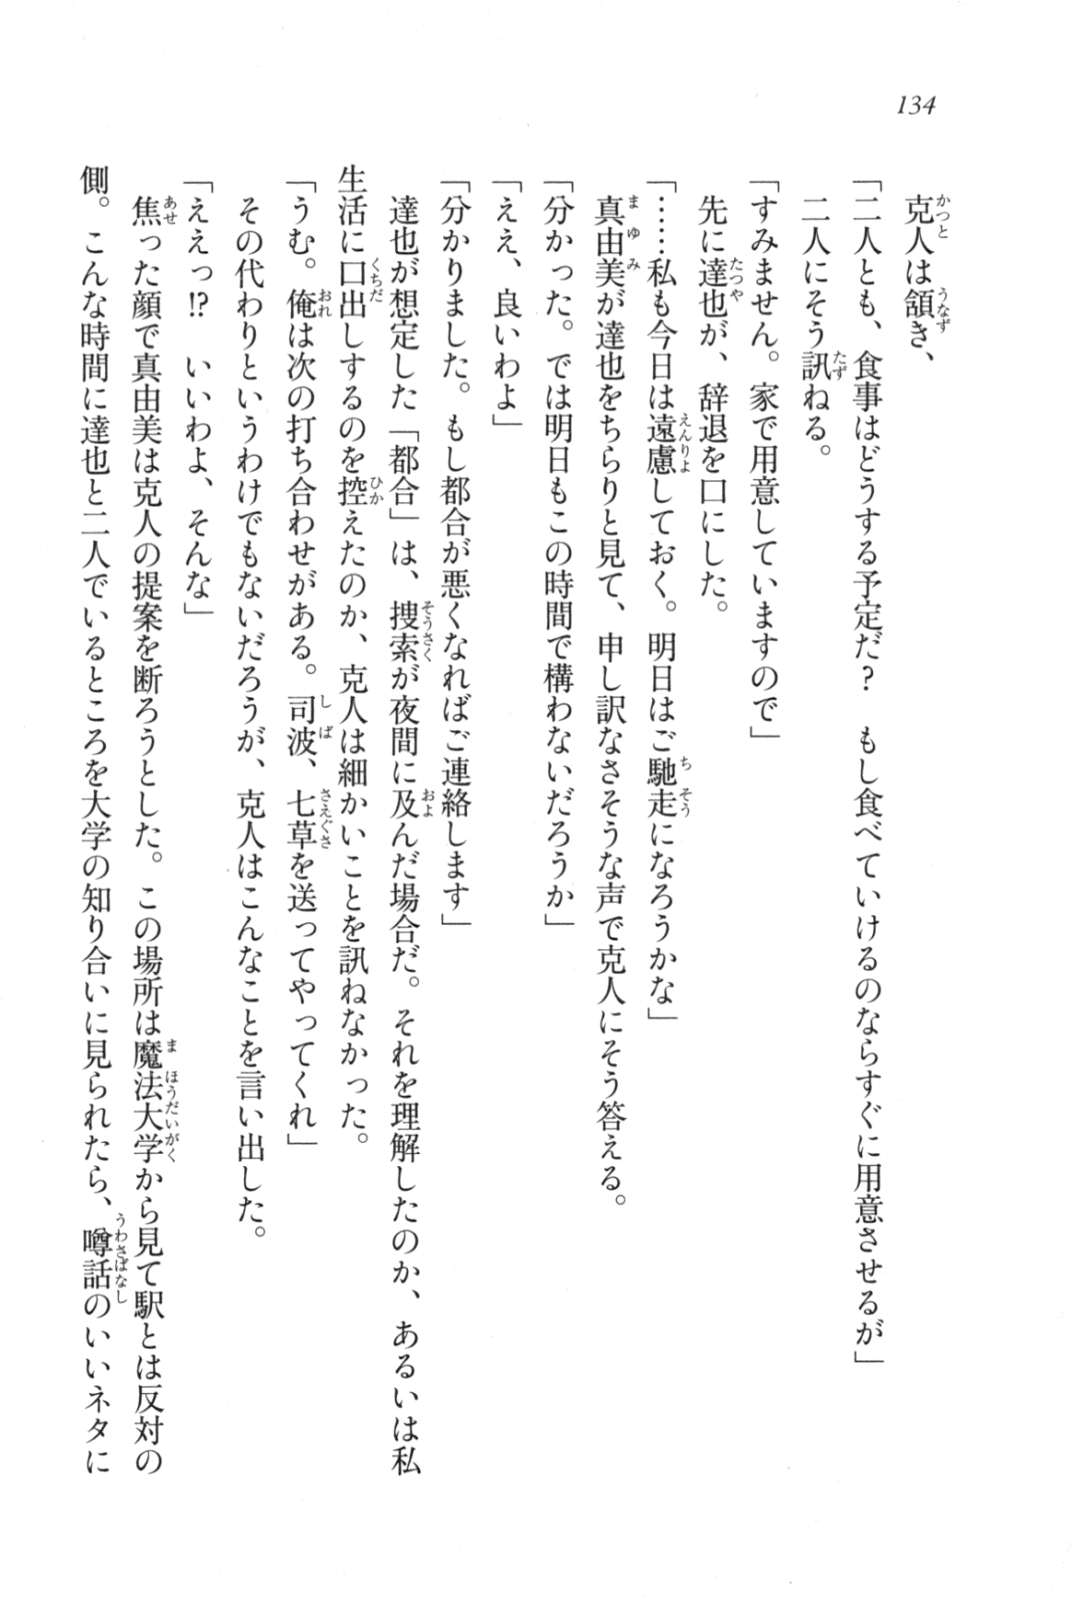 134
克人は頷き、
「二人とも、食事はどうする予定だ？　もし食べていけるのならすぐに用意させるが」
二人にそう訊ねる。
「すみません。家で用意していますので」
先に達也が、辞退を口にした。
「……私も今日は遠慮しておく。明日はご馳走になろうかな」
真由美が達也をちらりと見て、申し訳なさそうな声で克人にそう答える。
「分かった。では明日もこの時間で構わないだろうか」
「ええ、良いわよ」
「分かりました。もし都合が悪くなればご連絡します」
達也が想定した「都合」は、捜索が夜間に及んだ場合だ。それを理解したのか、あるいは私
生活に口出しするのを控えたのか、克人は細かいことを訊ねなかった。
「うむ。俺は次の打ち合わせがある。司波、七草を送ってやってくれ」
その代わりというわけでもないだろうが、克人はこんなことを言い出した。
「ええっ!?　いいわよ、そんな」
焦った顔で真由美は克人の提案を断ろうとした。この場所は魔法大学から見て駅とは反対の
側。こんな時間に達也と二人でいるところを大学の知り合いに見られたら、噂話のいいネタに